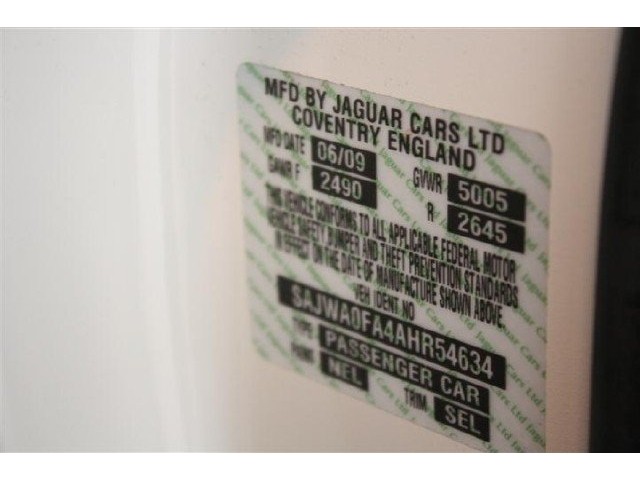 MFD BY JAGUAR CARS LTD
COVENTRY ENGLAND
MFD DATE 06/09 GVWR 5005
GAWR F 2490 R 2645
THIS VEHICLE CONFORMS TO ALL APPLICABLE FEDERAL MOTOR
VEHICLE SAFETY, BUMPER AND THEFT PREVENTION STANDARDS
IN EFFECT ON THE DATE OF MANUFACTURE SHOWN ABOVE.
VEH IDENT. NO
SAJWA0FA4AHR54634
TYPE PASSENGER CAR
PAINT NEL TRIM SEL